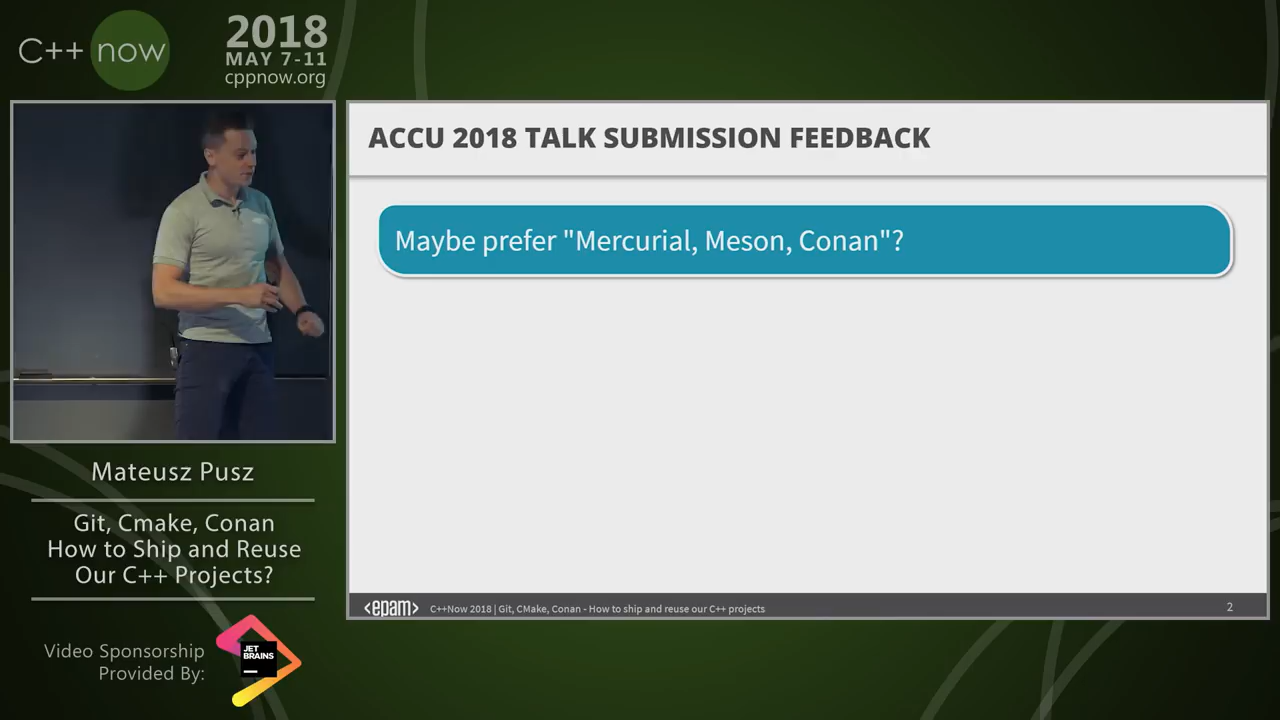 C++ now
2018
MAY 7-11
cppnow.org
ACCU 2018 TALK SUBMISSION FEEDBACK
Maybe prefer "Mercurial, Meson, Conan"?
Mateusz Pusz
Git, Cmake, Conan
How to Ship and Reuse
Our C++ Projects?
Video Sponsorship
Provided By:
JET
BRAINS
<epam>
C++Now 2018 | Git, CMake, Conan - How to ship and reuse our C++ projects
2